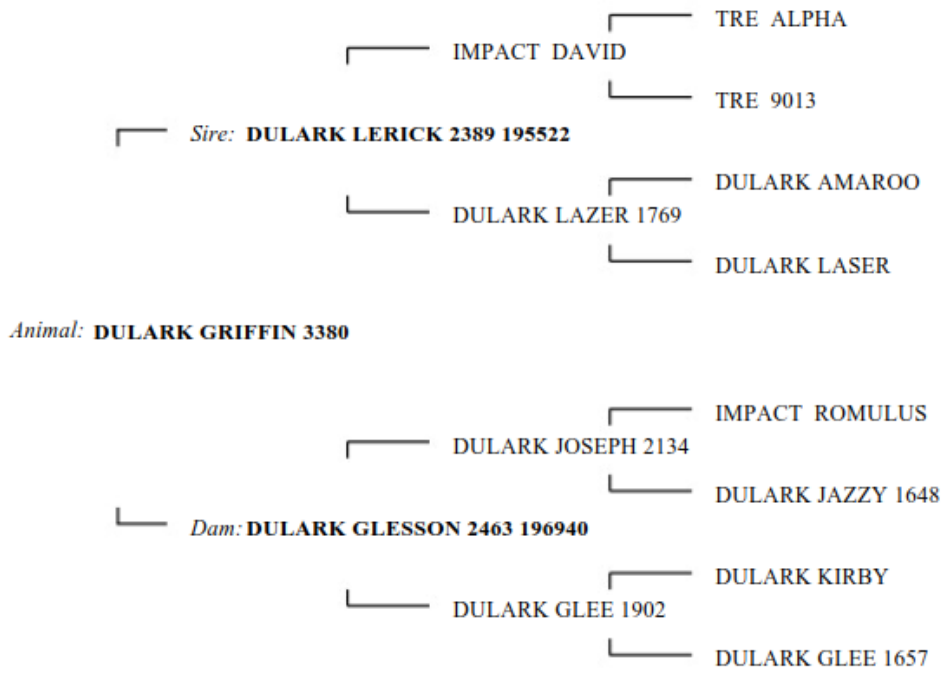 TRE ALPHA
IMPACT DAVID
TRE 9013
Sire: DULARK LERICK 2389 195522
DULARK AMAROO
DULARK LAZER 1769
DULARK LASER
Animal: DULARK GRIFFIN 3380
IMPACT ROMULUS
DULARK JOSEPH 2134
DULARK JAZZY 1648
Dam: DULARK GLESSON 2463 196940
DULARK KIRBY
DULARK GLEE 1902
DULARK GLEE 1657